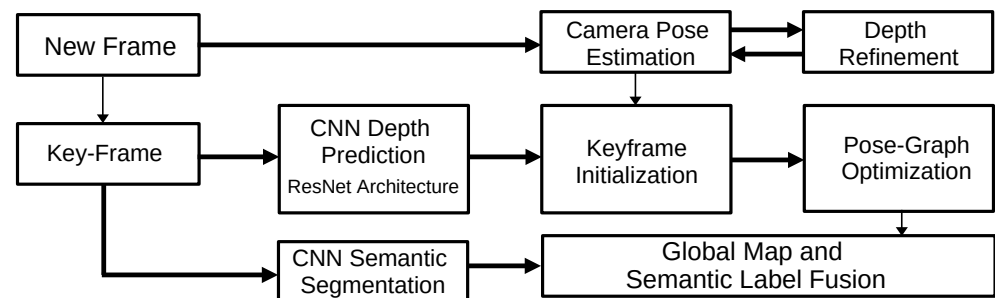 New Frame
Camera Pose
Estimation
Depth
Refinement
Key-Frame
CNN Depth
Prediction
ResNet Architecture
Keyframe
Initialization
Pose-Graph
Optimization
CNN Semantic
Segmentation
Global Map and
Semantic Label Fusion